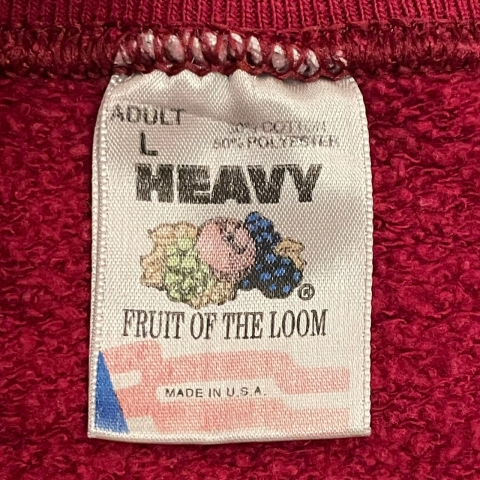 ADULT
L
50% COTTON
50% POLYESTER
HEAVY
®
FRUIT OF THE LOOM
MADE IN U.S.A.